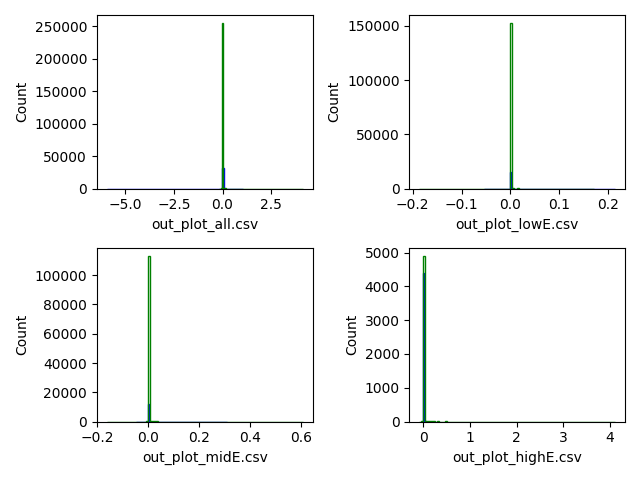 250000
200000
150000
100000
50000
0
Count
−5.0 −2.5 0.0 2.5
out_plot_all.csv
150000
100000
50000
0
Count
−0.2 −0.1 0.0 0.1 0.2
out_plot_lowE.csv
100000
80000
60000
40000
20000
0
Count
−0.2 0.0 0.2 0.4 0.6
out_plot_midE.csv
5000
4000
3000
2000
1000
0
Count
0 1 2 3 4
out_plot_highE.csv